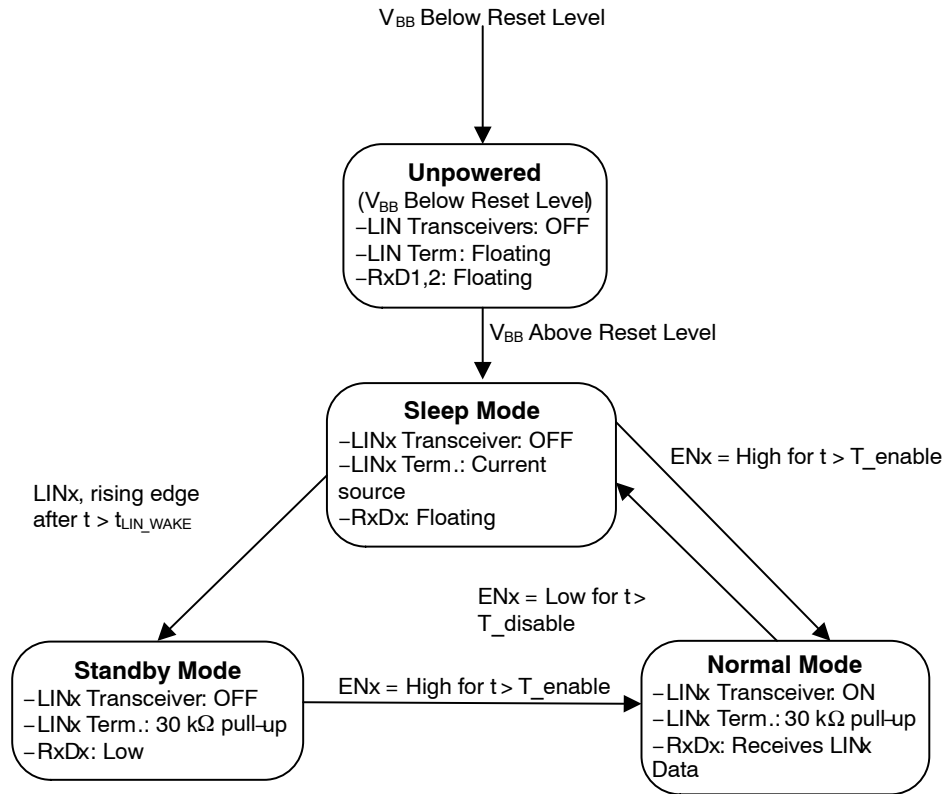 V_BB Below Reset Level
Unpowered
(V_BB Below Reset Level)
–LIN Transceivers: OFF
–LIN Term: Floating
–RxD1,2: Floating
V_BB Above Reset Level
Sleep Mode
–LINx Transceiver: OFF
–LINx Term.: Current
source
–RxDx: Floating
ENx = High for t > T_enable
LINx, rising edge
after t > t_LIN_WAKE
ENx = Low for t >
T_disable
Standby Mode
–LINx Transceiver: OFF
–LINx Term.: 30 kΩ pull–up
–RxDx: Low
ENx = High for t > T_enable
Normal Mode
–LINx Transceiver: ON
–LINx Term.: 30 kΩ pull–up
–RxDx: Receives LINx
Data